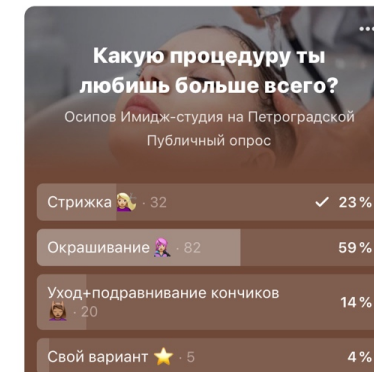 Какую процедуру ты
любишь больше всего?
Осипов Имидж-студия на Петроградской
Публичный опрос
Стрижка 💇🏼‍♀️ · 32 ✓ 23 %
Окрашивание 👩🏼‍🎤 · 82 59 %
Уход+подравнивание кончиков
💆🏽‍♀️ · 20 14 %
Свой вариант ⭐ · 5 4 %